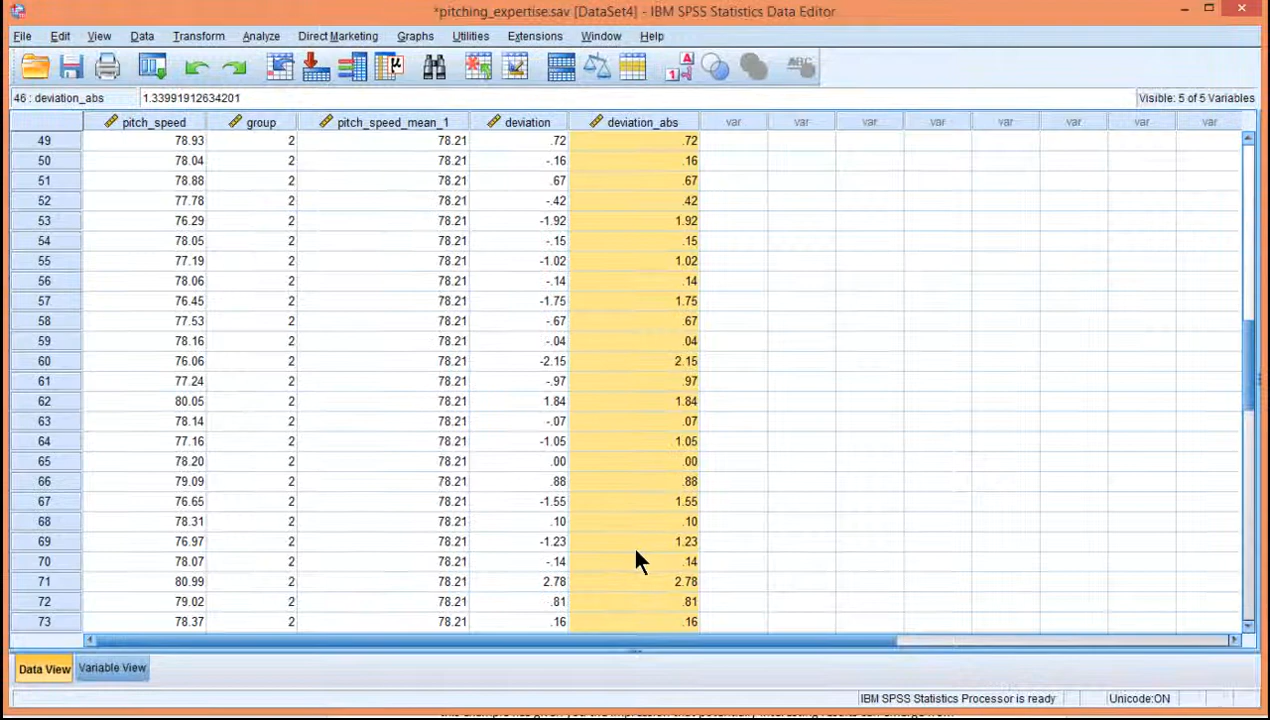 *pitching_expertise.sav [DataSet4] - IBM SPSS Statistics Data Editor
File Edit View Data Transform Analyze Direct Marketing Graphs Utilities Extensions Window Help
46 : deviation_abs 1.33991912634201 Visible: 5 of 5 Variables
pitch_speed group pitch_speed_mean_1 deviation deviation_abs var var var var var var var var
49 78.93 2 78.21 .72 .72
50 78.04 2 78.21 -.16 .16
51 78.88 2 78.21 .67 .67
52 77.78 2 78.21 -.42 .42
53 76.29 2 78.21 -1.92 1.92
54 78.05 2 78.21 -.15 .15
55 77.19 2 78.21 -1.02 1.02
56 78.06 2 78.21 -.14 .14
57 76.45 2 78.21 -1.75 1.75
58 77.53 2 78.21 -.67 .67
59 78.16 2 78.21 -.04 .04
60 76.06 2 78.21 -2.15 2.15
61 77.24 2 78.21 -.97 .97
62 80.05 2 78.21 1.84 1.84
63 78.14 2 78.21 -.07 .07
64 77.16 2 78.21 -1.05 1.05
65 78.20 2 78.21 .00 .00
66 79.09 2 78.21 .88 .88
67 76.65 2 78.21 -1.55 1.55
68 78.31 2 78.21 .10 .10
69 76.97 2 78.21 -1.23 1.23
70 78.07 2 78.21 -.14 .14
71 80.99 2 78.21 2.78 2.78
72 79.02 2 78.21 .81 .81
73 78.37 2 78.21 .16 .16
Data View Variable View
IBM SPSS Statistics Processor is ready Unicode:ON